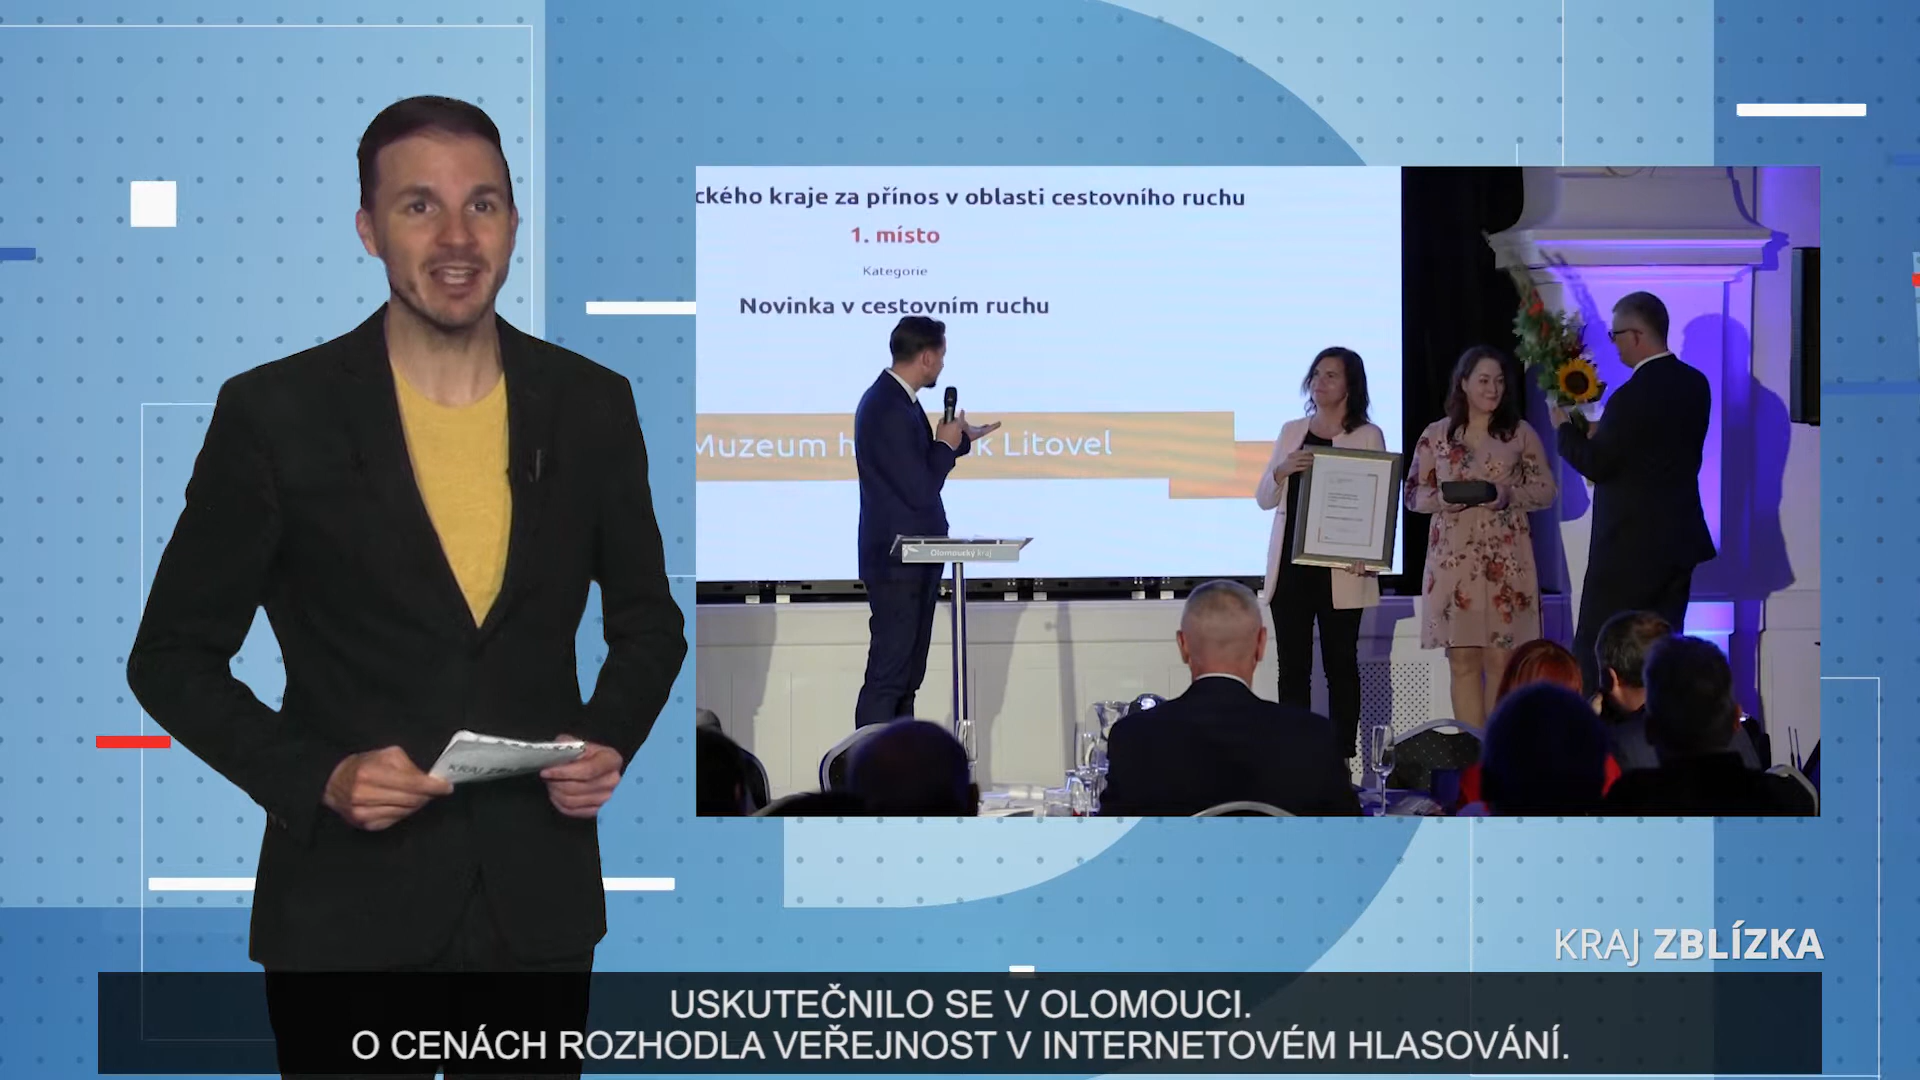 ckého kraje za přínos v oblasti cestovního ruchu
1. místo
Kategorie
Novinka v cestovním ruchu
Muzeum h k Litovel
Olomoucký kraj
KRAJ
KRAJ ZBLÍZKA
USKUTEČNILO SE V OLOMOUCI.
O CENÁCH ROZHODLA VEŘEJNOST V INTERNETOVÉM HLASOVÁNÍ.